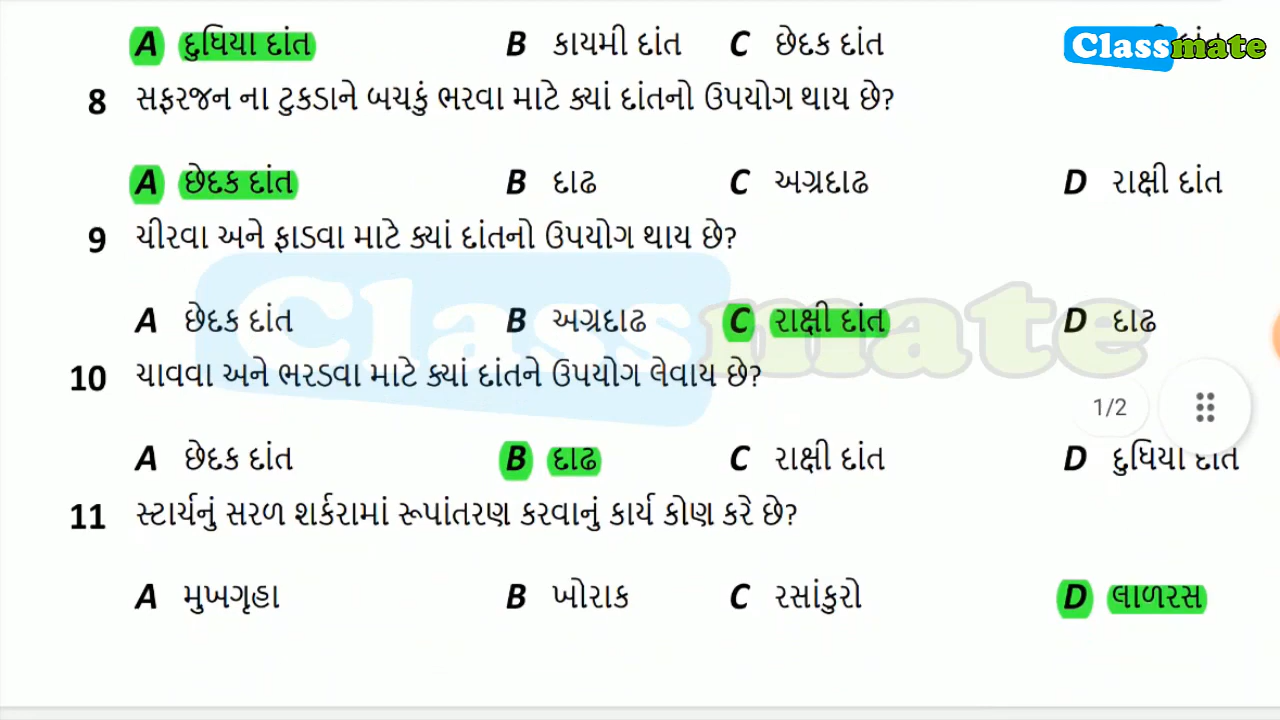 A દુધિયા દાંત B કાયમી દાંત C છેદક દાંત દાંત
Classmate
8 સફરજન ના ટુકડાને બચકું ભરવા માટે ક્યાં દાંતનો ઉપયોગ થાય છે?
A છેદક દાંત B દાઢ C અગ્રદાઢ D રાક્ષી દાંત
9 ચીરવા અને ફાડવા માટે ક્યાં દાંતનો ઉપયોગ થાય છે?
Classmate
A છેદક દાંત B અગ્રદાઢ C રાક્ષી દાંત D દાઢ
10 ચાવવા અને ભરડવા માટે ક્યાં દાંતને ઉપયોગ લેવાય છે?
1/2
A છેદક દાંત B દાઢ C રાક્ષી દાંત D દુધિયા દાંત
11 સ્ટાર્ચનું સરળ શર્કરામાં રૂપાંતરણ કરવાનું કાર્ય કોણ કરે છે?
A મુખગૃહા B ખોરાક C રસાંકુરો D લાળરસ